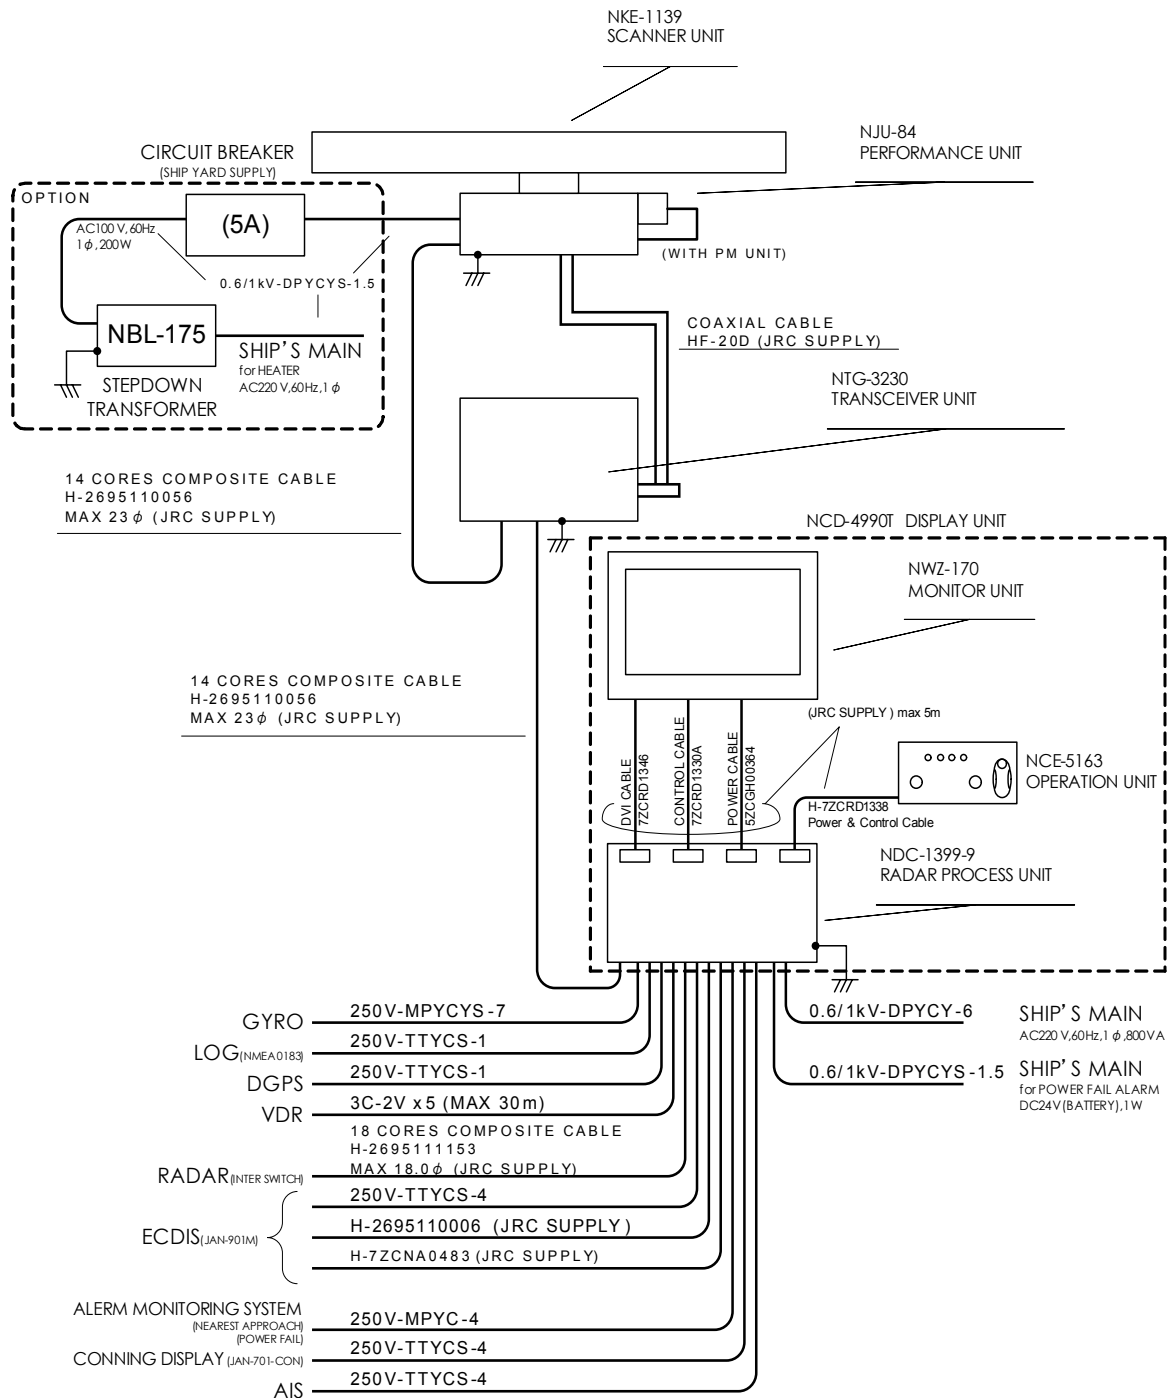 NKE-1139
SCANNER UNIT
NJU-84
PERFORMANCE UNIT
CIRCUIT BREAKER
(SHIP YARD SUPPLY)
OPTION
(5A)
AC100 V,60Hz
1ϕ,200W
(WITH PM UNIT)
0.6/1kV-DPYCYS-1.5
NBL-175
SHIP'S MAIN
for HEATER
AC220 V,60Hz,1ϕ
STEPDOWN
TRANSFORMER
COAXIAL CABLE
HF-20D (JRC SUPPLY)
NTG-3230
TRANSCEIVER UNIT
14 CORES COMPOSITE CABLE
H-2695110056
MAX 23ϕ (JRC SUPPLY)
NCD-4990T DISPLAY UNIT
NWZ-170
MONITOR UNIT
14 CORES COMPOSITE CABLE
H-2695110056
MAX 23ϕ (JRC SUPPLY)
(JRC SUPPLY) max 5m
DVI CABLE
7ZCRD1346
CONTROL CABLE
7ZCRD1330A
POWER CABLE
5ZCGH00364
NCE-5163
OPERATION UNIT
H-7ZCRD1338
Power & Control Cable
NDC-1399-9
RADAR PROCESS UNIT
GYRO 250V-MPYCYS-7
LOG(NMEA0183) 250V-TTYCS-1
DGPS 250V-TTYCS-1
VDR 3C-2V x5 (MAX 30m)
18 CORES COMPOSITE CABLE
H-2695111153
RADAR(INTER SWITCH) MAX 18.0ϕ (JRC SUPPLY)
250V-TTYCS-4
ECDIS(JAN-901M) H-2695110006 (JRC SUPPLY)
H-7ZCNA0483 (JRC SUPPLY)
ALERM MONITORING SYSTEM
(NEAREST APPROACH)
(POWER FAIL)
250V-MPYC-4
CONNING DISPLAY (JAN-701-CON) 250V-TTYCS-4
AIS 250V-TTYCS-4
0.6/1kV-DPYCY-6
SHIP'S MAIN
AC220 V,60Hz,1ϕ,800VA
0.6/1kV-DPYCYS-1.5
SHIP'S MAIN
for POWER FAIL ALARM
DC24V(BATTERY),1W